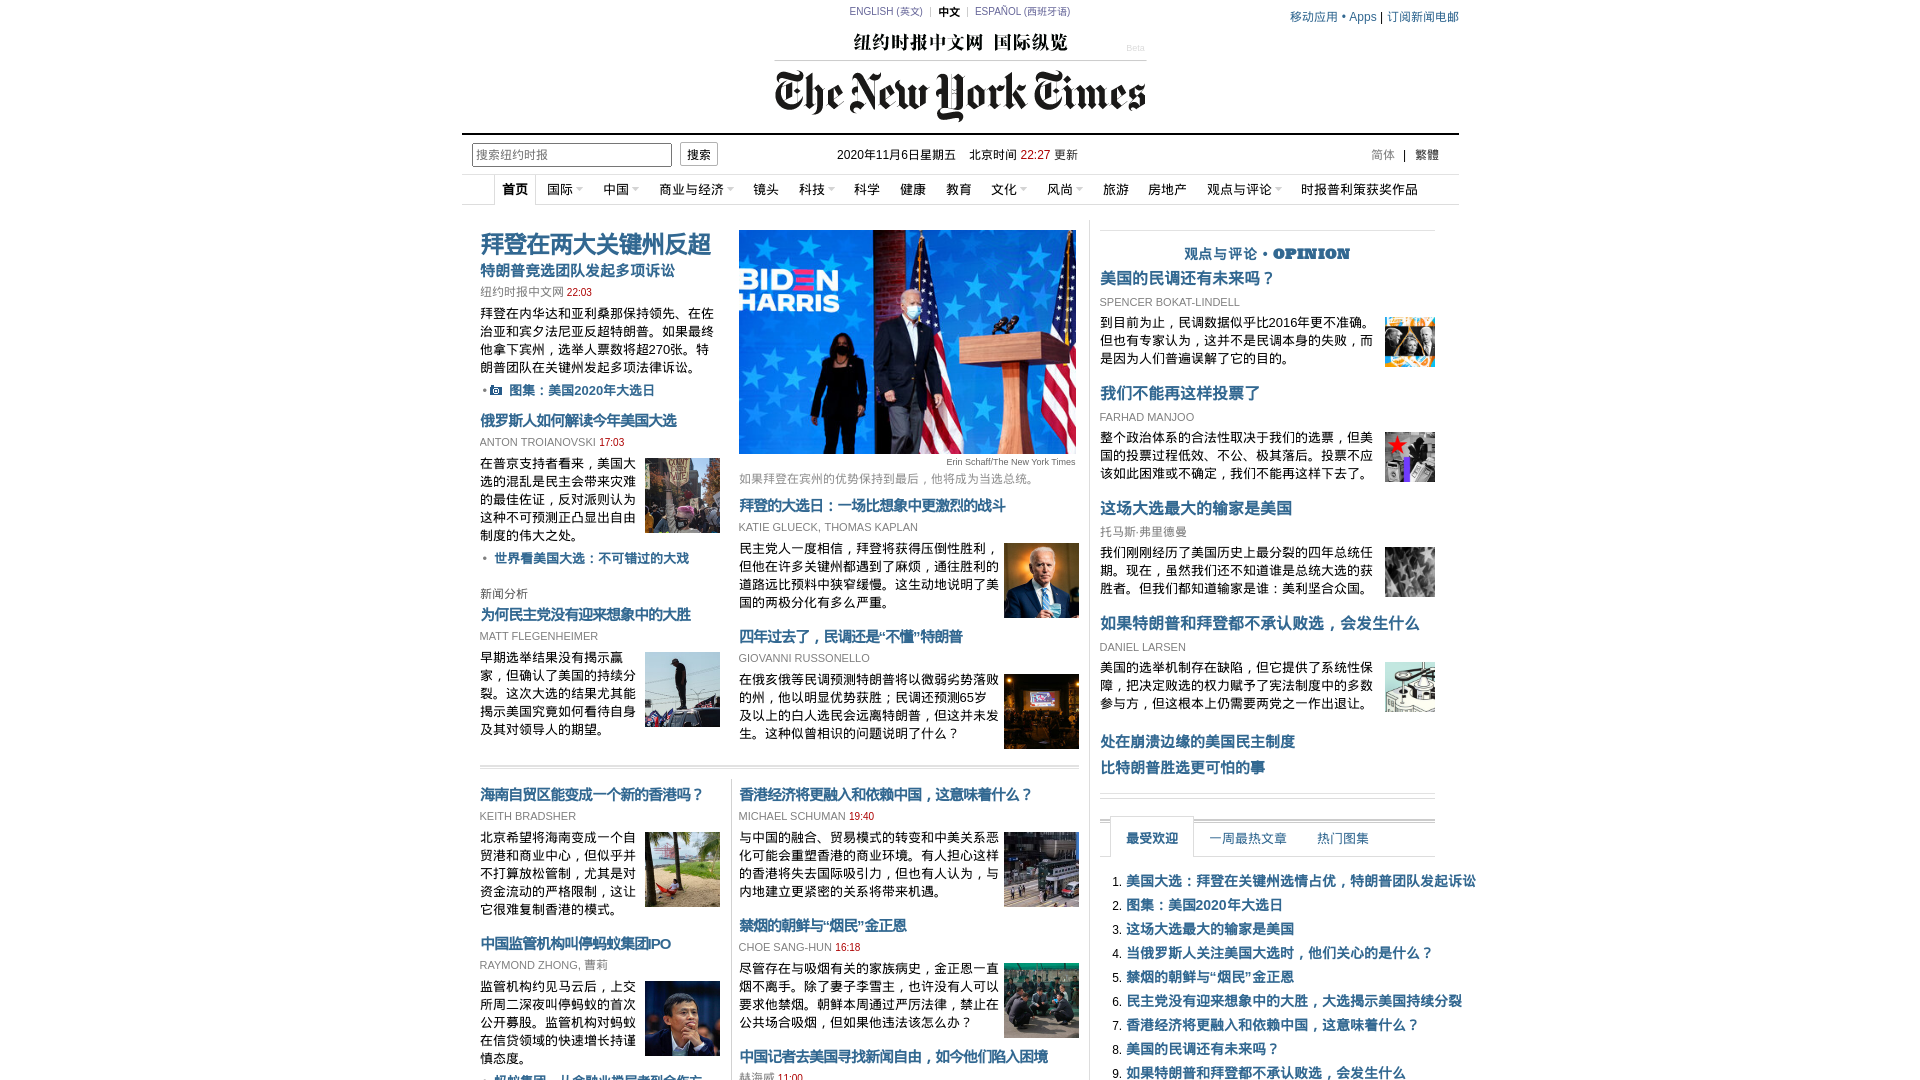 ENGLISH (英文) | 中文 | ESPAÑOL (西班牙语)
移动应用 • Apps | 订阅新闻电邮
纽约时报中文网 国际纵览
Beta
The New York Times
搜索纽约时报 搜索
2020年11月6日星期五 北京时间 22:27 更新
简体 | 繁體
首页 国际 中国 商业与经济 镜头 科技 科学 健康 教育 文化 风尚 旅游 房地产 观点与评论 时报普利策获奖作品
拜登在两大关键州反超
特朗普竞选团队发起多项诉讼
纽约时报中文网 22:03
拜登在内华达和亚利桑那保持领先、在佐
治亚和宾夕法尼亚反超特朗普。如果最终
他拿下宾州，选举人票数将超270张。特
朗普团队在关键州发起多项法律诉讼。
• 图集：美国2020年大选日
俄罗斯人如何解读今年美国大选
ANTON TROIANOVSKI 17:03
在普京支持者看来，美国大
选的混乱是民主会带来灾难
的最佳佐证，反对派则认为
这种不可预测正凸显出自由
制度的伟大之处。
• 世界看美国大选：不可错过的大戏
新闻分析
为何民主党没有迎来想象中的大胜
MATT FLEGENHEIMER
早期选举结果没有揭示赢
家，但确认了美国的持续分
裂。这次大选的结果尤其能
揭示美国究竟如何看待自身
及其对领导人的期望。
BIDEN
HARRIS
Erin Schaff/The New York Times
如果拜登在宾州的优势保持到最后，他将成为当选总统。
拜登的大选日：一场比想象中更激烈的战斗
KATIE GLUECK, THOMAS KAPLAN
民主党人一度相信，拜登将获得压倒性胜利，
但他在许多关键州都遇到了麻烦，通往胜利的
道路远比预料中狭窄缓慢。这生动地说明了美
国的两极分化有多么严重。
四年过去了，民调还是“不懂”特朗普
GIOVANNI RUSSONELLO
在俄亥俄等民调预测特朗普将以微弱劣势落败
的州，他以明显优势获胜；民调还预测65岁
及以上的白人选民会远离特朗普，但这并未发
生。这种似曾相识的问题说明了什么？
海南自贸区能变成一个新的香港吗？
KEITH BRADSHER
北京希望将海南变成一个自
贸港和商业中心，但似乎并
不打算放松管制，尤其是对
资金流动的严格限制，这让
它很难复制香港的模式。
中国监管机构叫停蚂蚁集团IPO
RAYMOND ZHONG, 曹莉
监管机构约见马云后，上交
所周二深夜叫停蚂蚁的首次
公开募股。监管机构对蚂蚁
在信贷领域的快速增长持谨
慎态度。
香港经济将更融入和依赖中国，这意味着什么？
MICHAEL SCHUMAN 19:40
与中国的融合、贸易模式的转变和中美关系恶
化可能会重塑香港的商业环境。有人担心这样
的香港将失去国际吸引力，但也有人认为，与
内地建立更紧密的关系将带来机遇。
禁烟的朝鲜与“烟民”金正恩
CHOE SANG-HUN 16:18
尽管存在与吸烟有关的家族病史，金正恩一直
烟不离手。除了妻子李雪主，也许没有人可以
要求他禁烟。朝鲜本周通过严厉法律，禁止在
公共场合吸烟，但如果他违法该怎么办？
中国记者去美国寻找新闻自由，如今他们陷入困境
赫海威 11:00
观点与评论 • OPINION
美国的民调还有未来吗？
SPENCER BOKAT-LINDELL
到目前为止，民调数据似乎比2016年更不准确。
但也有专家认为，这并不是民调本身的失败，而
是因为人们普遍误解了它的目的。
我们不能再这样投票了
FARHAD MANJOO
整个政治体系的合法性取决于我们的选票，但美
国的投票过程低效、不公、极其落后。投票不应
该如此困难或不确定，我们不能再这样下去了。
这场大选最大的输家是美国
托马斯·弗里德曼
我们刚刚经历了美国历史上最分裂的四年总统任
期。现在，虽然我们还不知道谁是总统大选的获
胜者。但我们都知道输家是谁：美利坚合众国。
如果特朗普和拜登都不承认败选，会发生什么
DANIEL LARSEN
美国的选举机制存在缺陷，但它提供了系统性保
障，把决定败选的权力赋予了宪法制度中的多数
参与方，但这根本上仍需要两党之一作出退让。
处在崩溃边缘的美国民主制度
比特朗普胜选更可怕的事
最受欢迎 一周最热文章 热门图集
1. 美国大选：拜登在关键州选情占优，特朗普团队发起诉讼
2. 图集：美国2020年大选日
3. 这场大选最大的输家是美国
4. 当俄罗斯人关注美国大选时，他们关心的是什么？
5. 禁烟的朝鲜与“烟民”金正恩
6. 民主党没有迎来想象中的大胜，大选揭示美国持续分裂
7. 香港经济将更融入和依赖中国，这意味着什么？
8. 美国的民调还有未来吗？
9. 如果特朗普和拜登都不承认败选，会发生什么